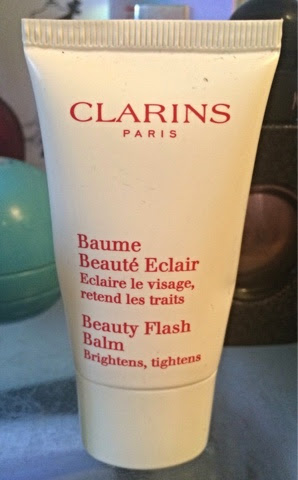 CLARINS
PARIS
Baume
Beauté Eclair
Eclaire le visage,
retend les traits
Beauty Flash
Balm
Brightens, tightens